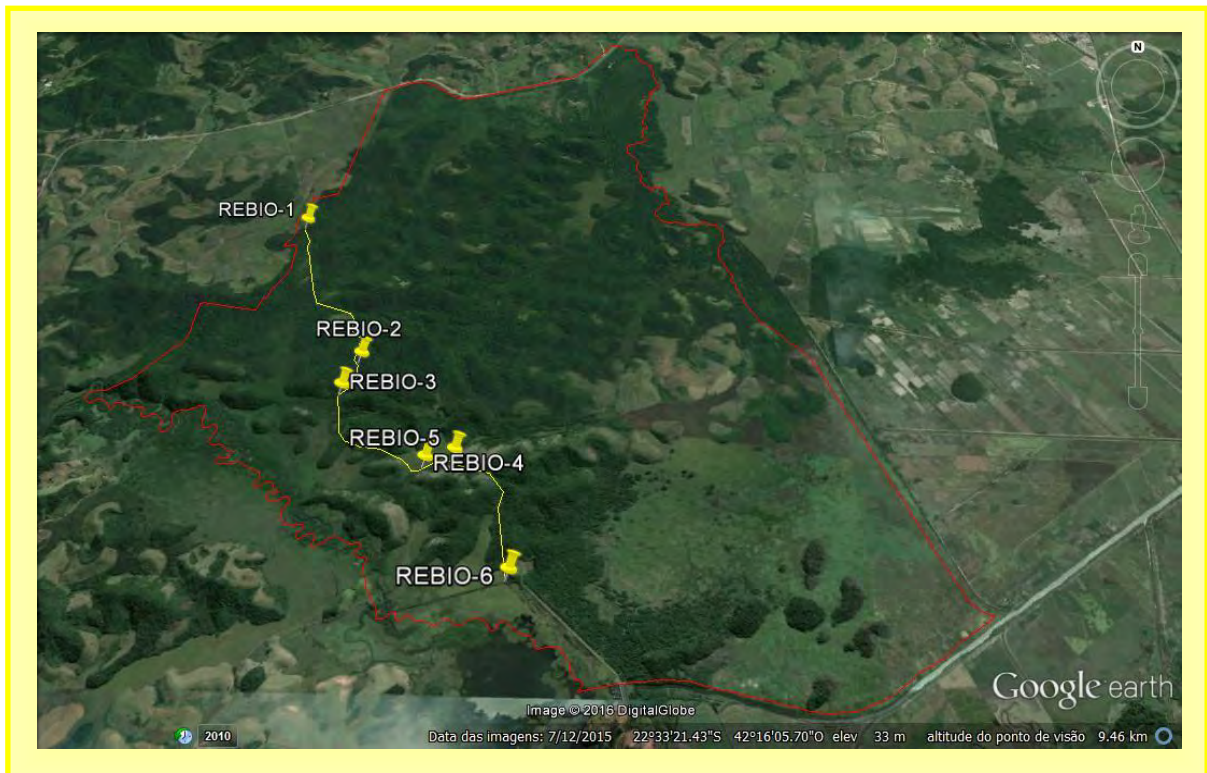 N
REBIO-1
REBIO-2
REBIO-3
REBIO-5
REBIO-4
REBIO-6
Google earth
Image © 2016 DigitalGlobe
2010
Data das imagens: 7/12/2015 22°33'21.43"S 42°16'05.70"O elev 33 m altitude do ponto de visão 9.46 km